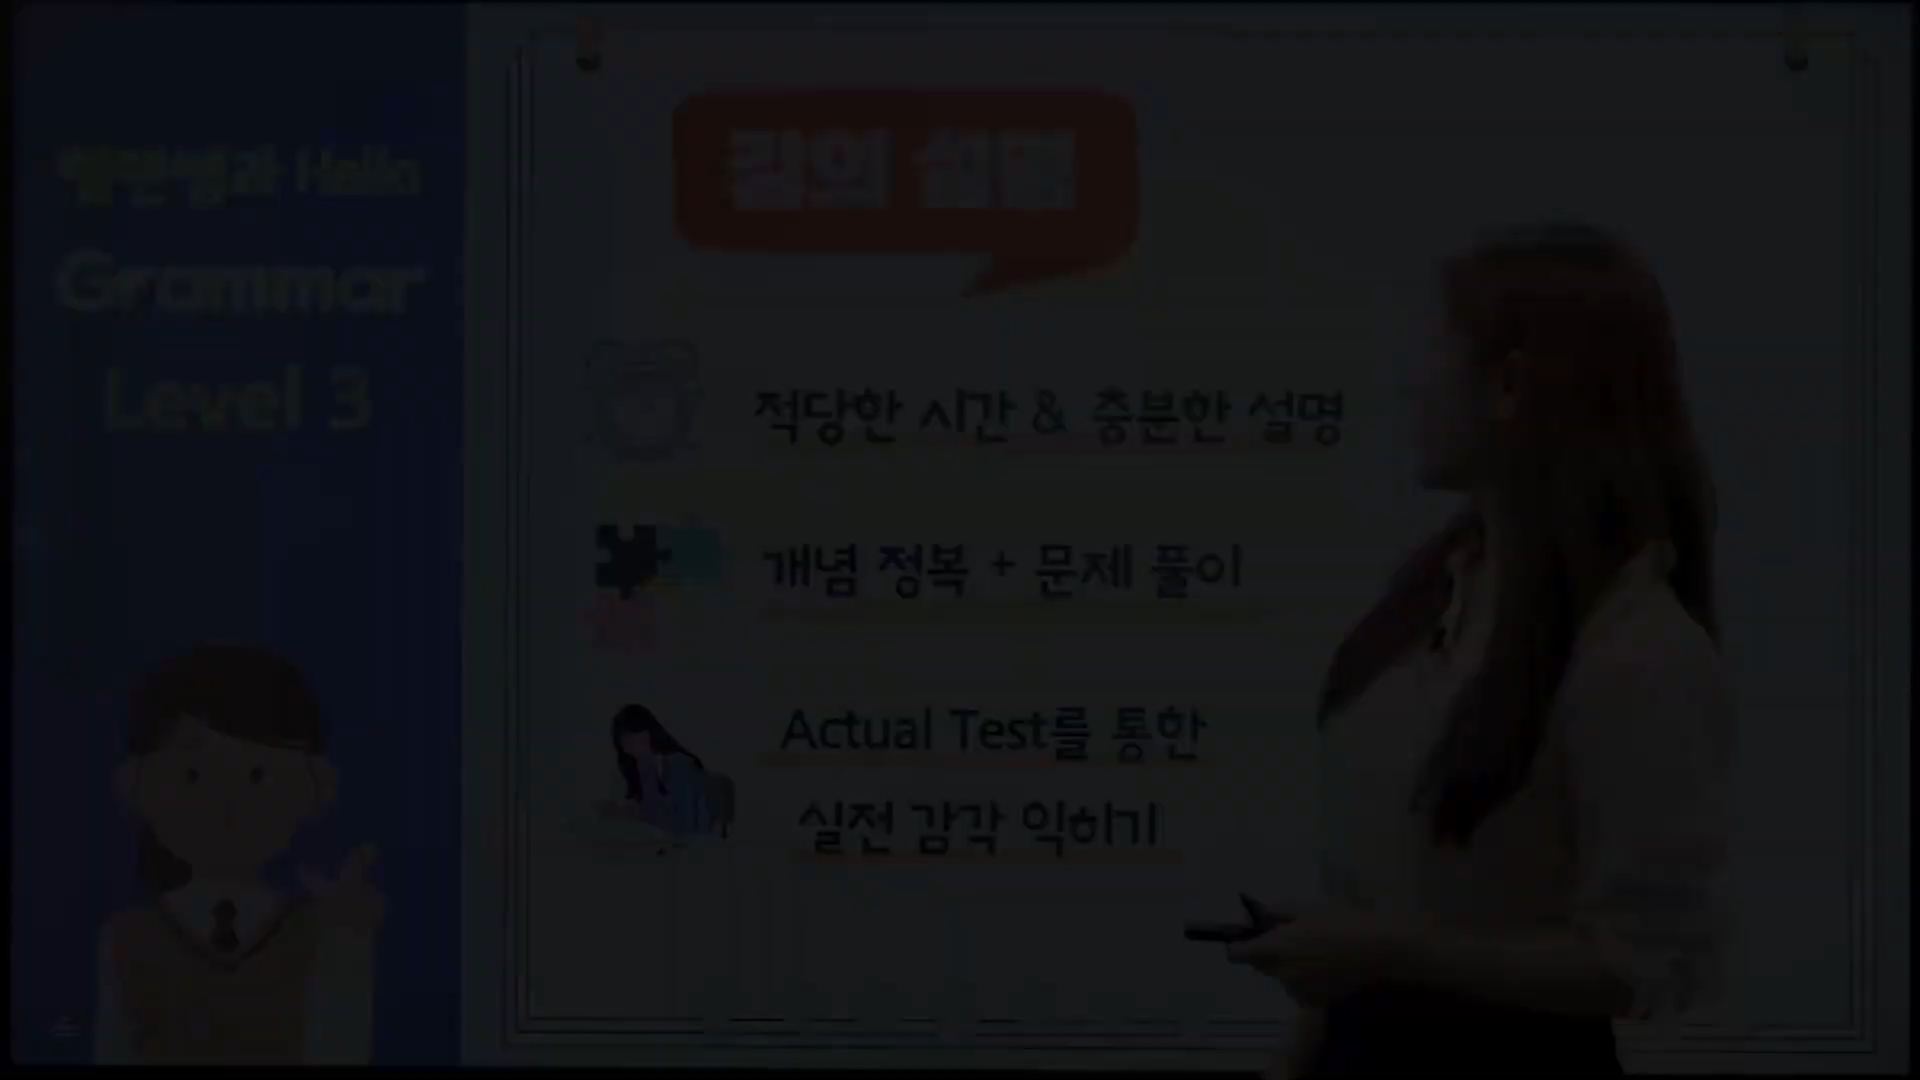 Hello
Grammar
Level 3
강의 설명
적당한 시간 & 충분한 설명
개념 정복 + 문제 풀이
Actual Test를 통한
실전 감각 익히기